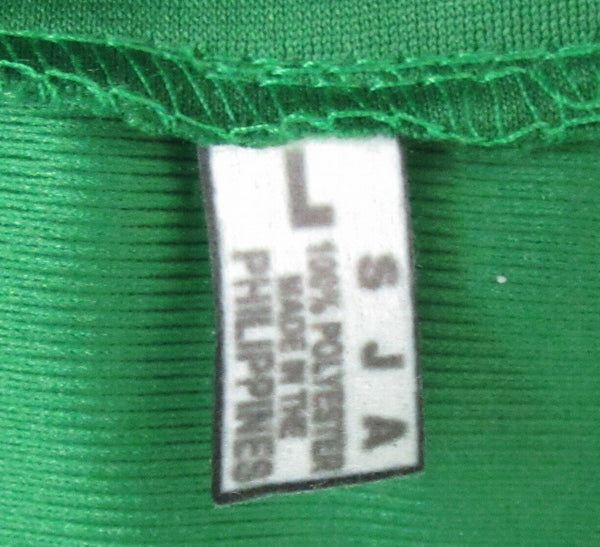 S J A
L
100% POLYESTER
MADE IN THE
PHILIPPINES